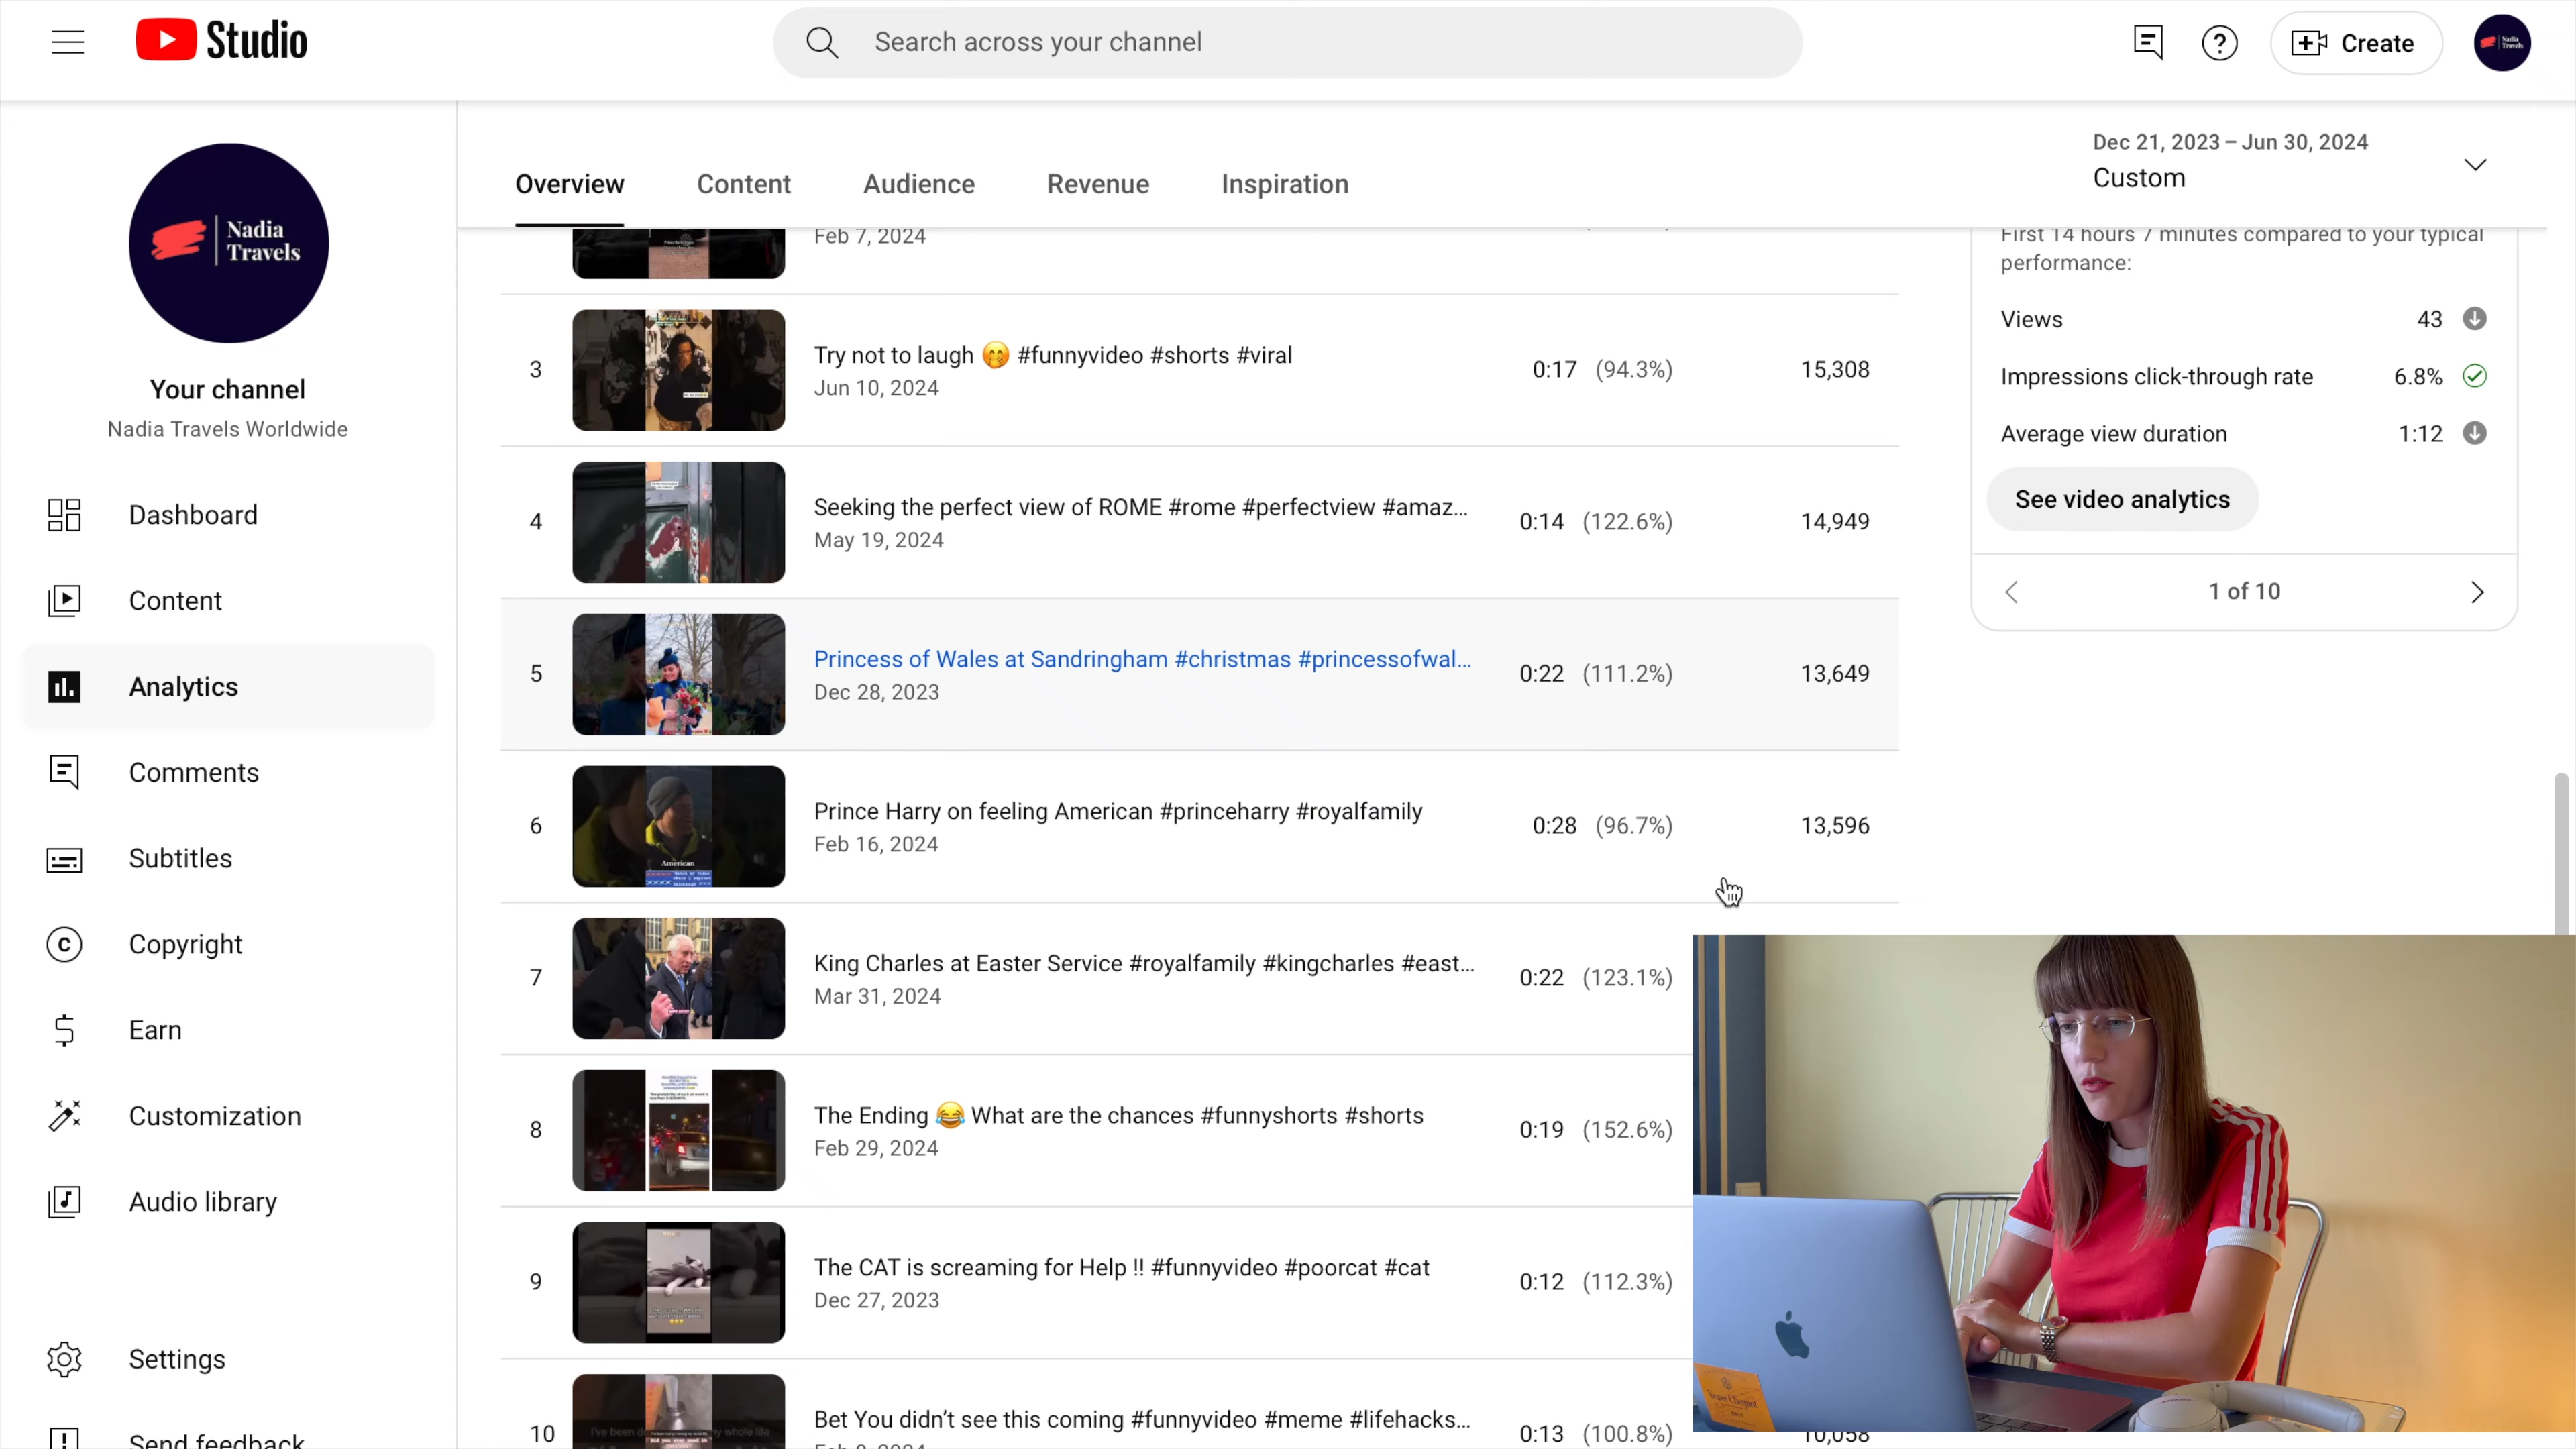 Studio
Search across your channel
Create
Nadia Travels
Dec 21, 2023 – Jun 30, 2024
Custom
Overview
Content
Audience
Revenue
Inspiration
Nadia
Travels
Your channel
Nadia Travels Worldwide
Dashboard
Content
Analytics
Comments
Subtitles
Copyright
Earn
Customization
Audio library
Settings
Send feedback
Feb 7, 2024
3
Try not to laugh 🤭 #funnyvideo #shorts #viral
0:17 (94.3%) 15,308
Jun 10, 2024
4
Seeking the perfect view of ROME #rome #perfectview #amaz...
0:14 (122.6%) 14,949
May 19, 2024
5
Princess of Wales at Sandringham #christmas #princessofwal...
0:22 (111.2%) 13,649
Dec 28, 2023
6
American
Prince Harry on feeling American #princeharry #royalfamily
0:28 (96.7%) 13,596
Feb 16, 2024
7
King Charles at Easter Service #royalfamily #kingcharles #east...
0:22 (123.1%)
Mar 31, 2024
8
The Ending 😂 What are the chances #funnyshorts #shorts
0:19 (152.6%)
Feb 29, 2024
9
The CAT is screaming for Help !! #funnyvideo #poorcat #cat
0:12 (112.3%)
Dec 27, 2023
10
Bet You didn't see this coming #funnyvideo #meme #lifehacks...
0:13 (100.8%) 10,058
First 14 hours 7 minutes compared to your typical
performance:
Views 43
Impressions click-through rate 6.8%
Average view duration 1:12
See video analytics
1 of 10